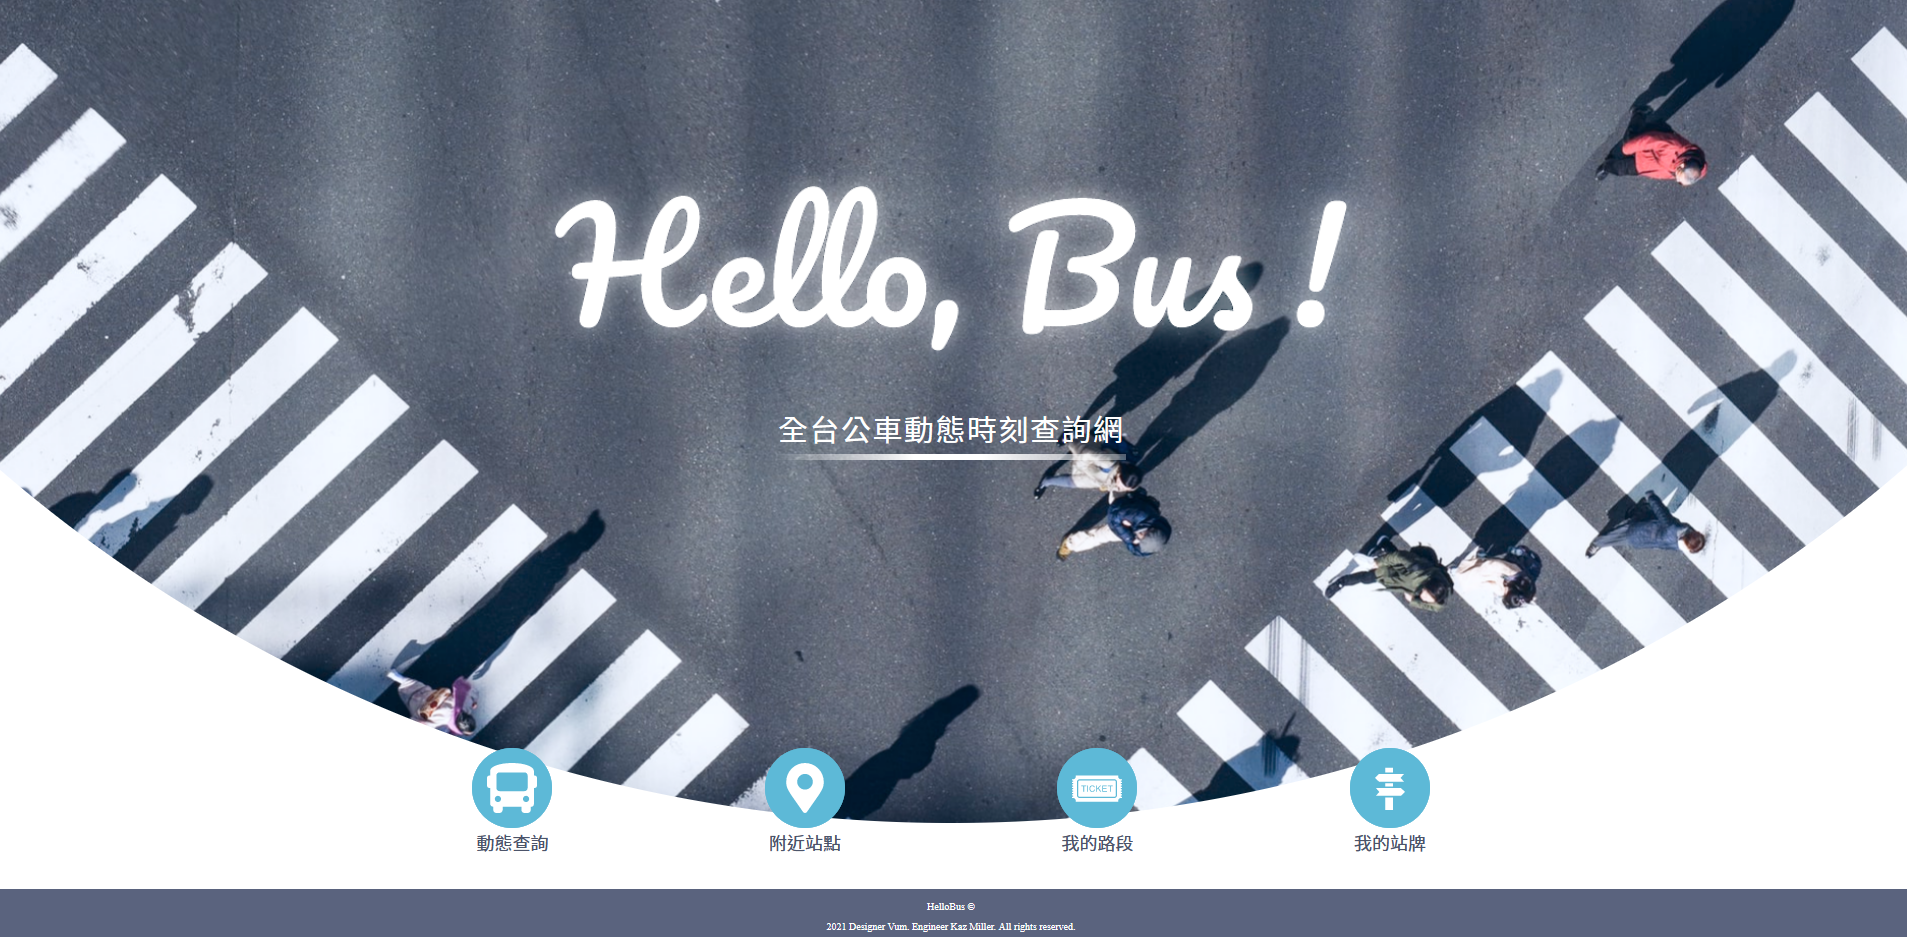 Hello, Bus !
全台公車動態時刻查詢網
TICKET
動態查詢
附近站點
我的路段
我的站牌
HelloBus ©
2021 Designer Vum. Engineer Kaz Miller. All rights reserved.